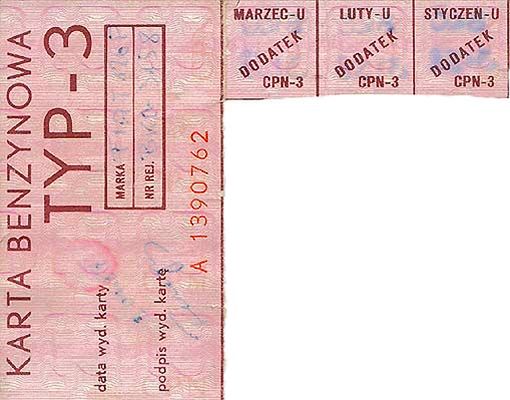 KARTA BENZYNOWA
TYP-3
MARKA
NR REJ.
A 1390762
data wyd. karty
podpis wyd. kartę
MARZEC-U
DODATEK
CPN-3
LUTY-U
DODATEK
CPN-3
STYCZEN-U
DODATEK
CPN-3